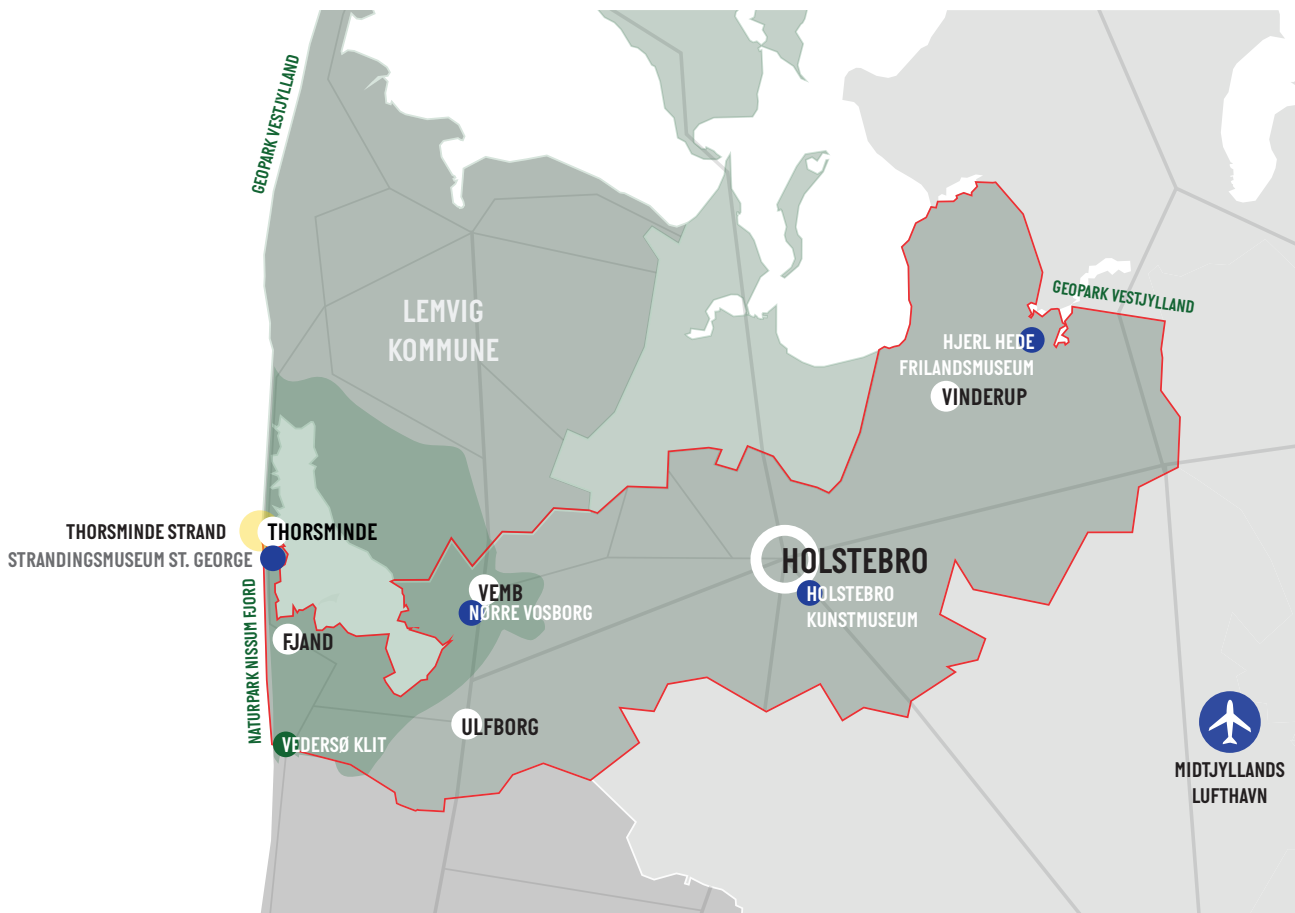 GEOPARK VESTJYLLAND
LEMVIG
KOMMUNE
GEOPARK VESTJYLLAND
HJERL HEDE
FRILANDSMUSEUM
VINDERUP
THORSMINDE STRAND
THORSMINDE
STRANDINGSMUSEUM ST. GEORGE
HOLSTEBRO
HOLSTEBRO
KUNSTMUSEUM
VEMB
NØRRE VOSBORG
NATURPARK NISSUM FJORD
FJAND
ULFBORG
VEDERSØ KLIT
MIDTJYLLANDS
LUFTHAVN